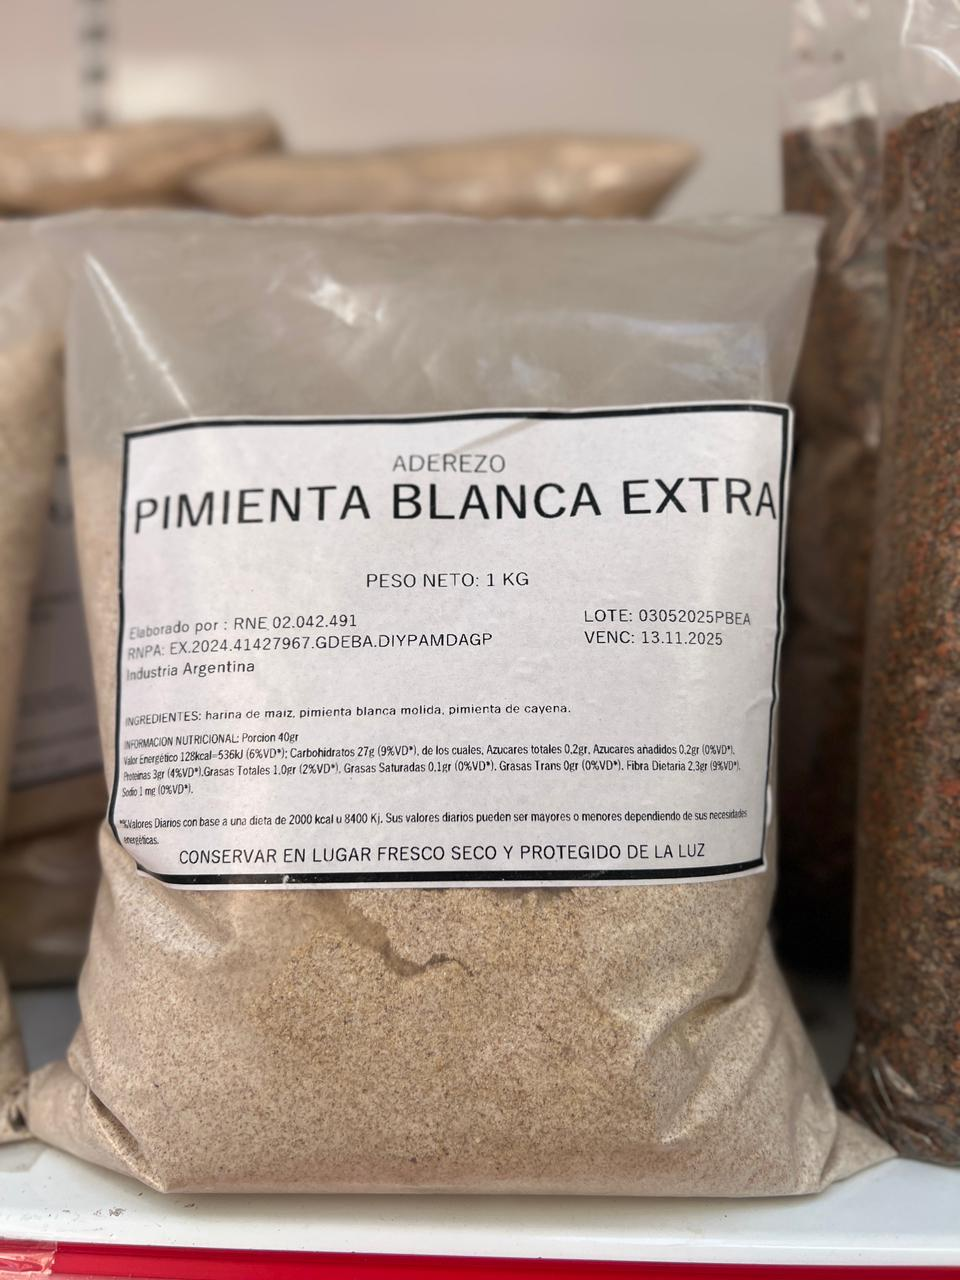 ADEREZO
PIMIENTA BLANCA EXTRA
PESO NETO: 1 KG
Elaborado por : RNE 02.042.491
RNPA: EX.2024.41427967.GDEBA.DIYPAMDAGP
Industria Argentina
LOTE: 03052025PBEA
VENC: 13.11.2025
INGREDIENTES: harina de maiz, pimienta blanca molida, pimienta de cayena.
INFORMACION NUTRICIONAL: Porcion 40gr
Valor Energético 128kcal=536kJ (6%VD*); Carbohidratos 27g (9%VD*), de los cuales, Azucares totales 0,2gr, Azucares añadidos 0,2gr (0%VD*),
Proteinas 3gr (4%VD*).Grasas Totales 1,0gr (2%VD*), Grasas Saturadas 0,1gr (0%VD*), Grasas Trans 0gr (0%VD*). Fibra Dietaria 2,3gr (9%VD*),
Sodio 1 mg (0%VD*).
*%Valores Diarios con base a una dieta de 2000 kcal u 8400 Kj. Sus valores diarios pueden ser mayores o menores dependiendo de sus necesidades
energéticas.
CONSERVAR EN LUGAR FRESCO SECO Y PROTEGIDO DE LA LUZ